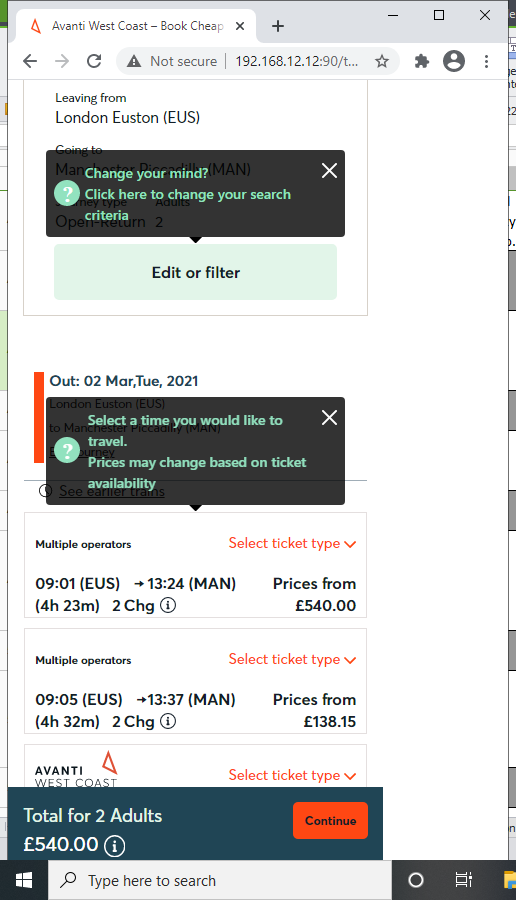 Avanti West Coast – Book Cheap
Not secure | 192.168.12.12:90/t...
Leaving from
London Euston (EUS)
Going to
Manchester Piccadilly (MAN)
Change your mind?
Click here to change your search
criteria
Journey type Adults
Open-Return 2
Edit or filter
Out: 02 Mar,Tue, 2021
London Euston (EUS)
to Manchester Piccadilly (MAN)
Select a time you would like to
travel.
Prices may change based on ticket
availability
See earlier trains
Multiple operators Select ticket type
09:01 (EUS) → 13:24 (MAN) Prices from
(4h 23m) 2 Chg £540.00
Multiple operators Select ticket type
09:05 (EUS) → 13:37 (MAN) Prices from
(4h 32m) 2 Chg £138.15
AVANTI
WEST COAST
Select ticket type
Total for 2 Adults
£540.00
Continue
Type here to search